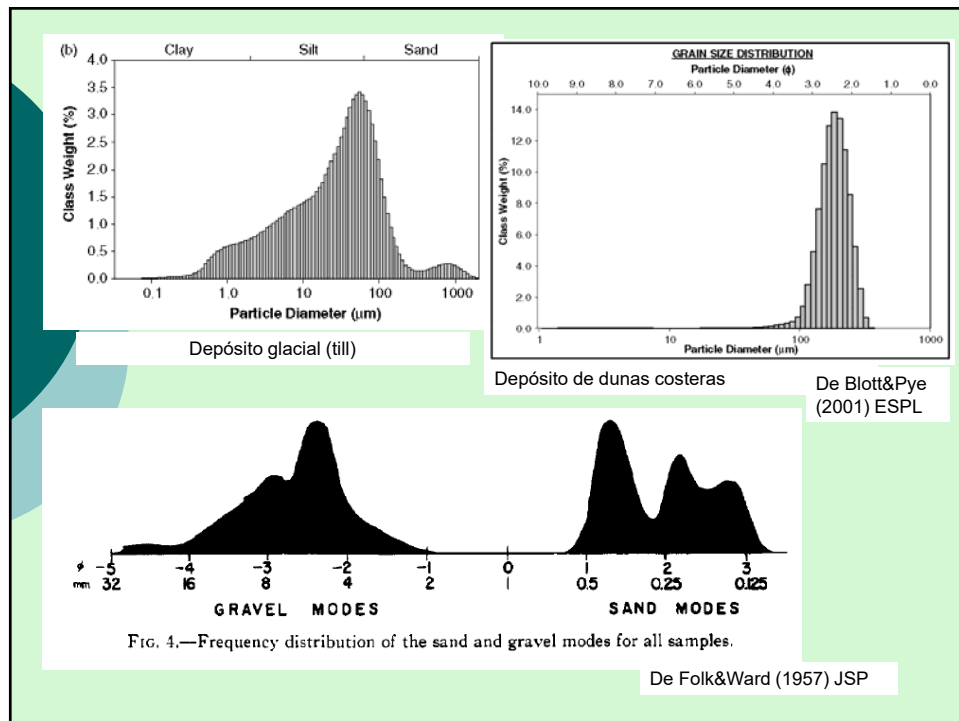 (b)
Clay Silt Sand
4.0
3.5
3.0
2.5
2.0
1.5
1.0
0.5
0.0
Class Weight (%)
0.1 1.0 10 100 1000
Particle Diameter (μm)
Depósito glacial (till)
GRAIN SIZE DISTRIBUTION
Particle Diameter (ϕ)
10.0 9.0 8.0 7.0 6.0 5.0 4.0 3.0 2.0 1.0 0.0
14.0
12.0
10.0
8.0
6.0
4.0
2.0
0.0
Class Weight (%)
1 10 100 1000
Particle Diameter (μm)
Depósito de dunas costeras
De Blott&Pye
(2001) ESPL
ϕ -5 -4 -3 -2 -1 0 1 2 3
mm 32 16 8 4 2 1 0.5 0.25 0.125
GRAVEL MODES SAND MODES
FIG. 4.—Frequency distribution of the sand and gravel modes for all samples.
De Folk&Ward (1957) JSP